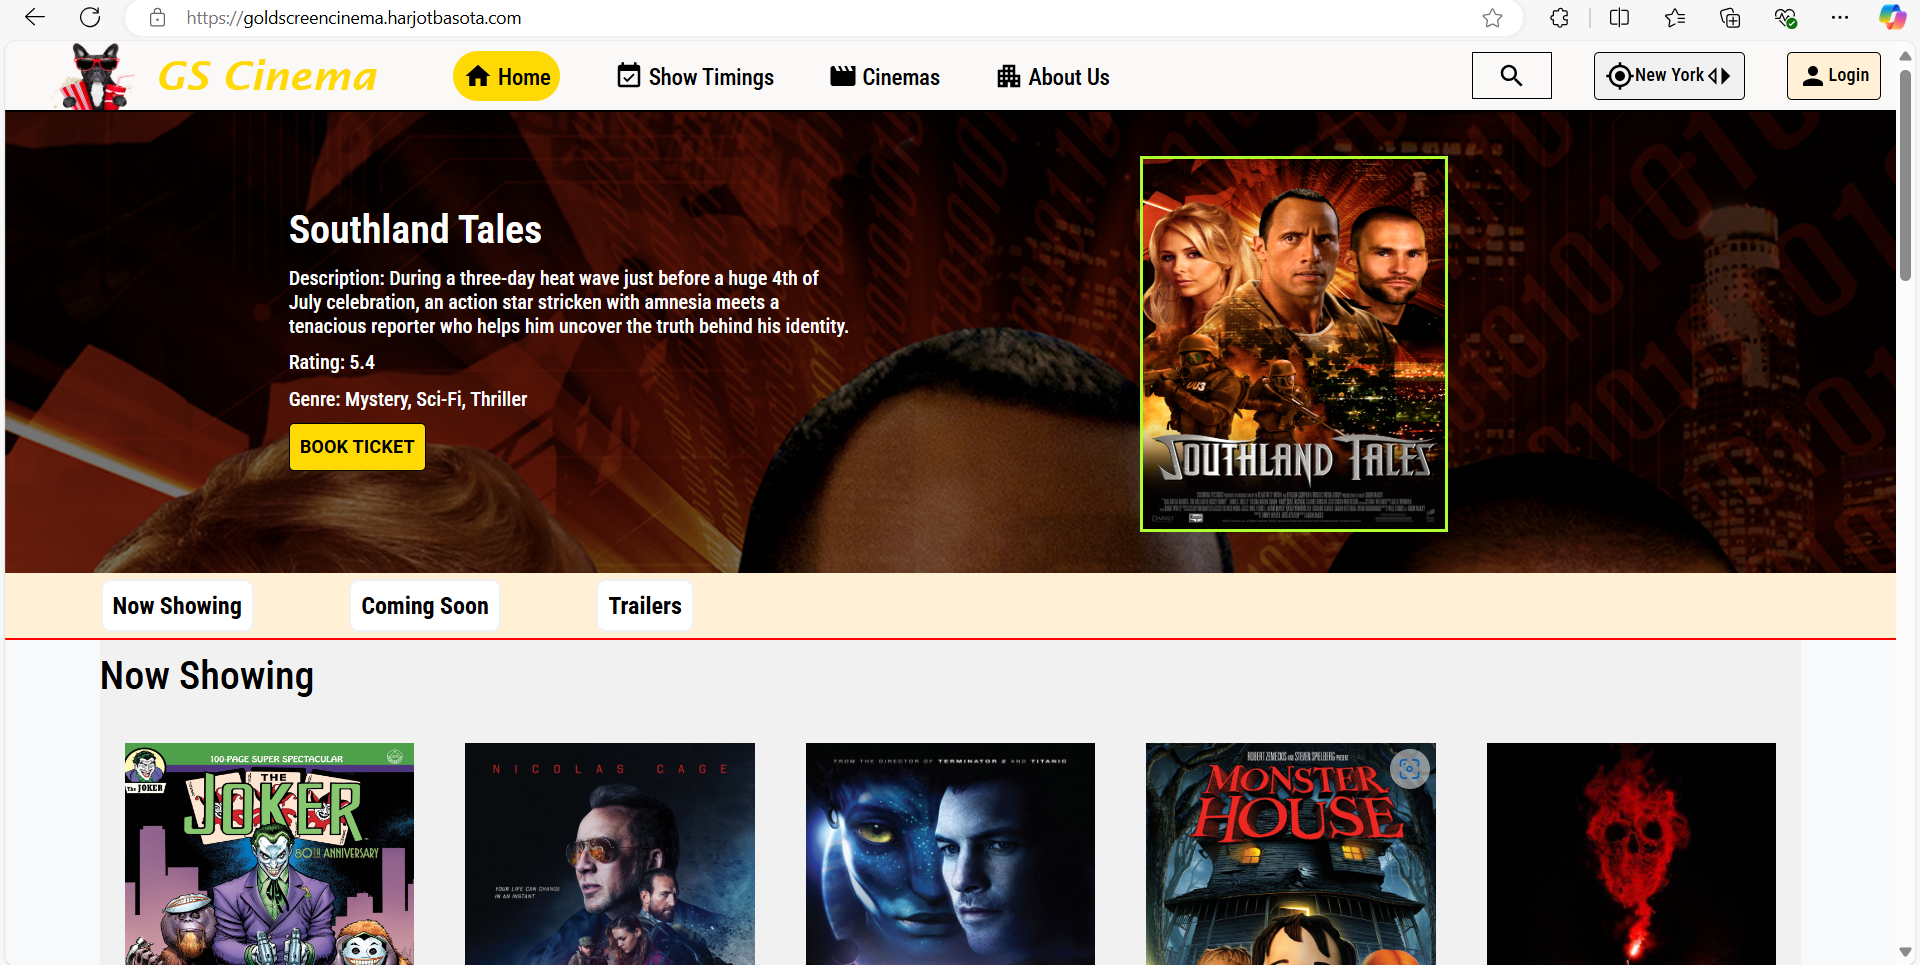 https://goldscreencinema.harjotbasota.com
GS Cinema
Home
Show Timings
Cinemas
About Us
New York
Login
Southland Tales
Description: During a three-day heat wave just before a huge 4th of
July celebration, an action star stricken with amnesia meets a
tenacious reporter who helps him uncover the truth behind his identity.
Rating: 5.4
Genre: Mystery, Sci-Fi, Thriller
BOOK TICKET
SOUTHLAND TALES
Now Showing
Coming Soon
Trailers
Now Showing
100-PAGE SUPER SPECTACULAR
The JOKER
THE
JOKER
80TH ANNIVERSARY
NICOLAS CAGE
YOUR LIFE CAN CHANGE
IN AN INSTANT
FROM THE DIRECTOR OF TERMINATOR 2 AND TITANIC
ROBERT ZEMECKIS AND STEVEN SPIELBERG PRESENT
MONSTER
HOUSE